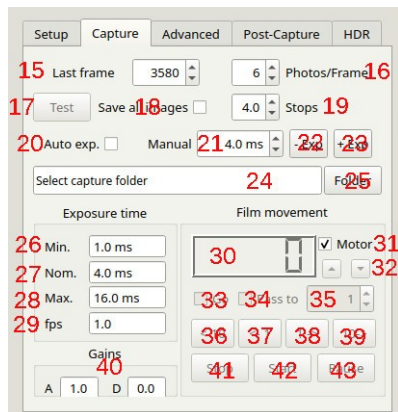 Setup Capture Advanced Post-Capture HDR
15 Last frame 3580 6 Photos/Frame 16
17 Test Save all images 18 4.0 Stops 19
20 Auto exp. Manual 21 4.0 ms 22 - Exp 23 + Exp
Select capture folder 24 Folder 25
Exposure time Film movement
26 Min. 1.0 ms 30 0 Motor 31
27 Nom. 4.0 ms 32
28 Max. 16.0 ms 33 34 to 35 1
29 fps 1.0 36 37 38 39
Gains
40 Stop 41 Start 42 Pause 43
A 1.0 D 0.0